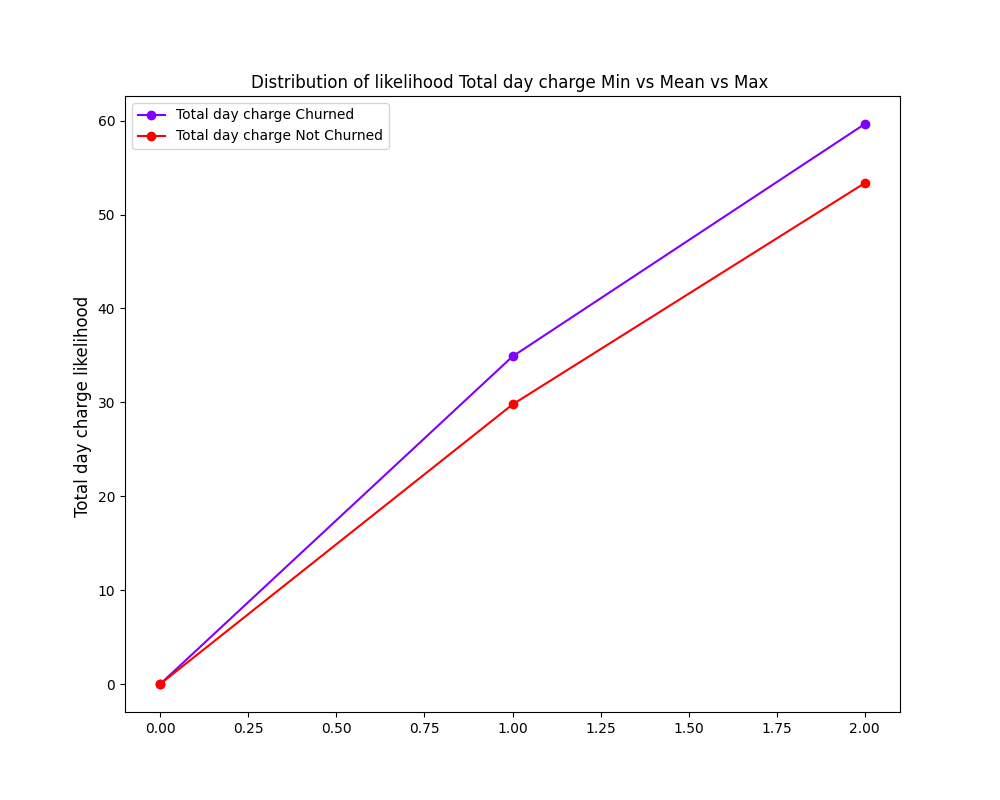 Distribution of likelihood Total day charge Min vs Mean vs Max
Total day charge Churned
Total day charge Not Churned
Total day charge likelihood
60
50
40
30
20
10
0
0.00 0.25 0.50 0.75 1.00 1.25 1.50 1.75 2.00